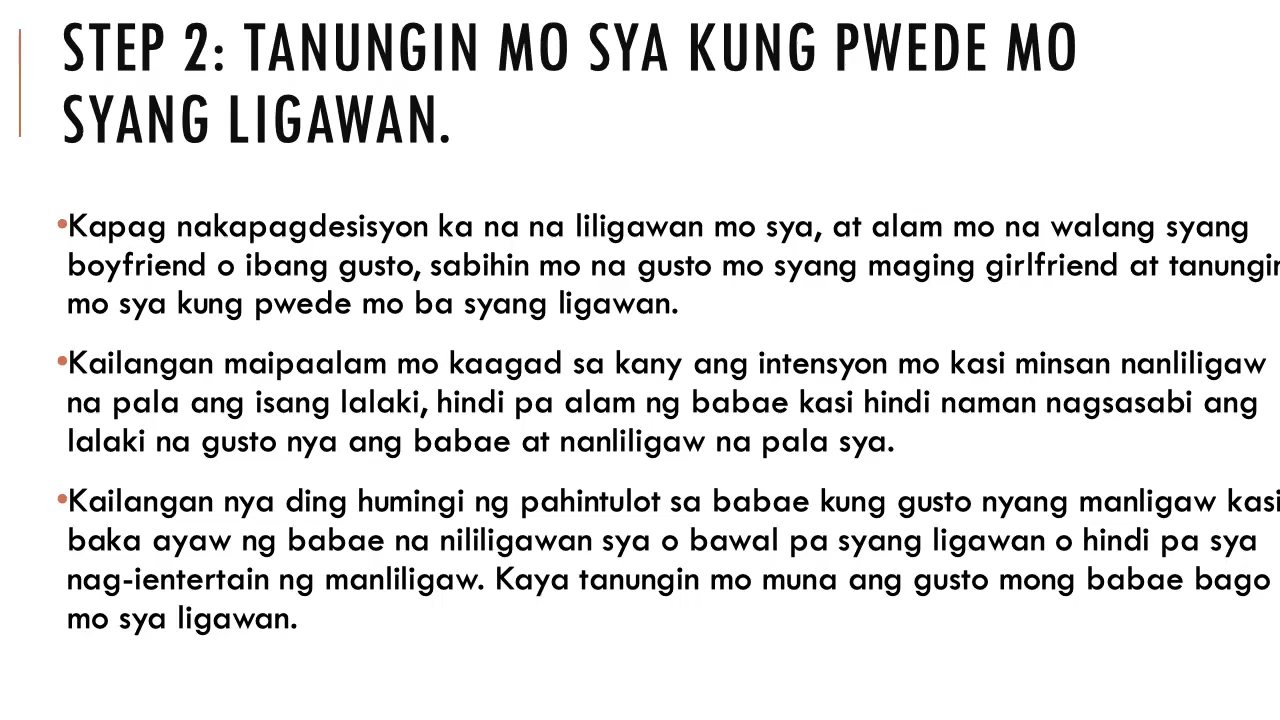 STEP 2: TANUNGIN MO SYA KUNG PWEDE MO
SYANG LIGAWAN.
•Kapag nakapagdesisyon ka na na liligawan mo sya, at alam mo na walang syang
boyfriend o ibang gusto, sabihin mo na gusto mo syang maging girlfriend at tanungin
mo sya kung pwede mo ba syang ligawan.
•Kailangan maipaalam mo kaagad sa kany ang intensyon mo kasi minsan nanliligaw
na pala ang isang lalaki, hindi pa alam ng babae kasi hindi naman nagsasabi ang
lalaki na gusto nya ang babae at nanliligaw na pala sya.
•Kailangan nya ding humingi ng pahintulot sa babae kung gusto nyang manligaw kasi
baka ayaw ng babae na nililigawan sya o bawal pa syang ligawan o hindi pa sya
nag-ientertain ng manliligaw. Kaya tanungin mo muna ang gusto mong babae bago
mo sya ligawan.